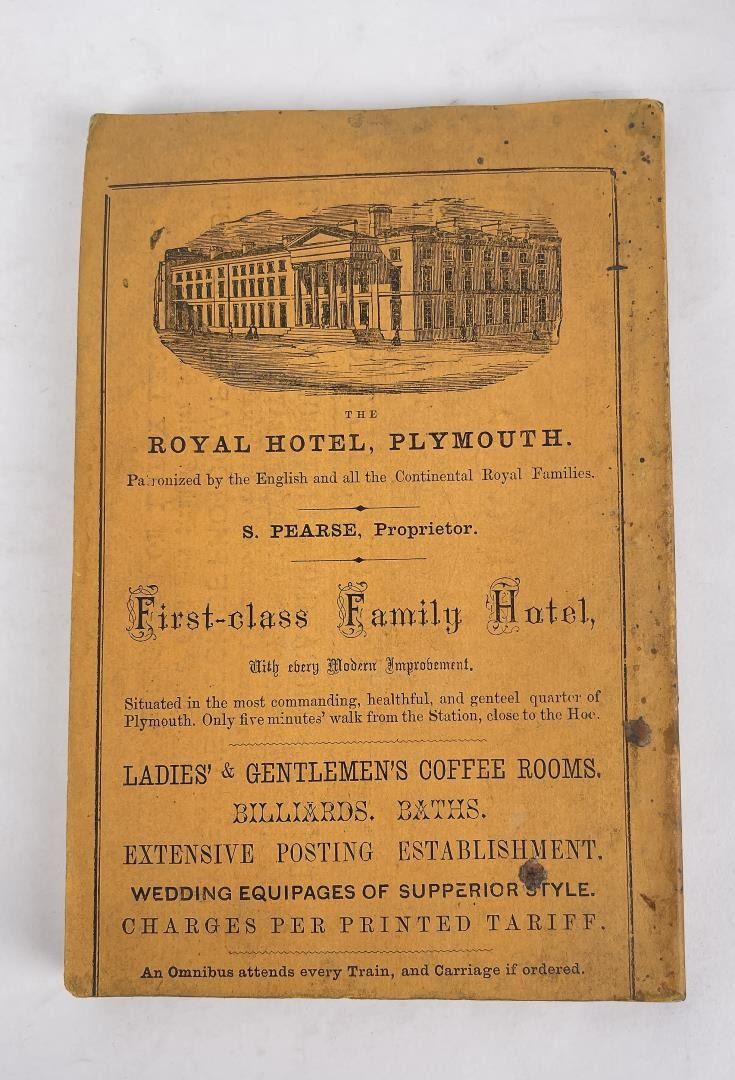 THE
ROYAL HOTEL, PLYMOUTH.
Patronized by the English and all the Continental Royal Families.
S. PEARSE, Proprietor.
First-class Family Hotel,
With every Modern Improvement.
Situated in the most commanding, healthful, and genteel quarter of
Plymouth. Only five minutes' walk from the Station, close to the Hoe.
LADIES' & GENTLEMEN'S COFFEE ROOMS.
BILLIARDS. BATHS.
EXTENSIVE POSTING ESTABLISHMENT.
WEDDING EQUIPAGES OF SUPPERIOR STYLE.
CHARGES PER PRINTED TARIFF.
An Omnibus attends every Train, and Carriage if ordered.